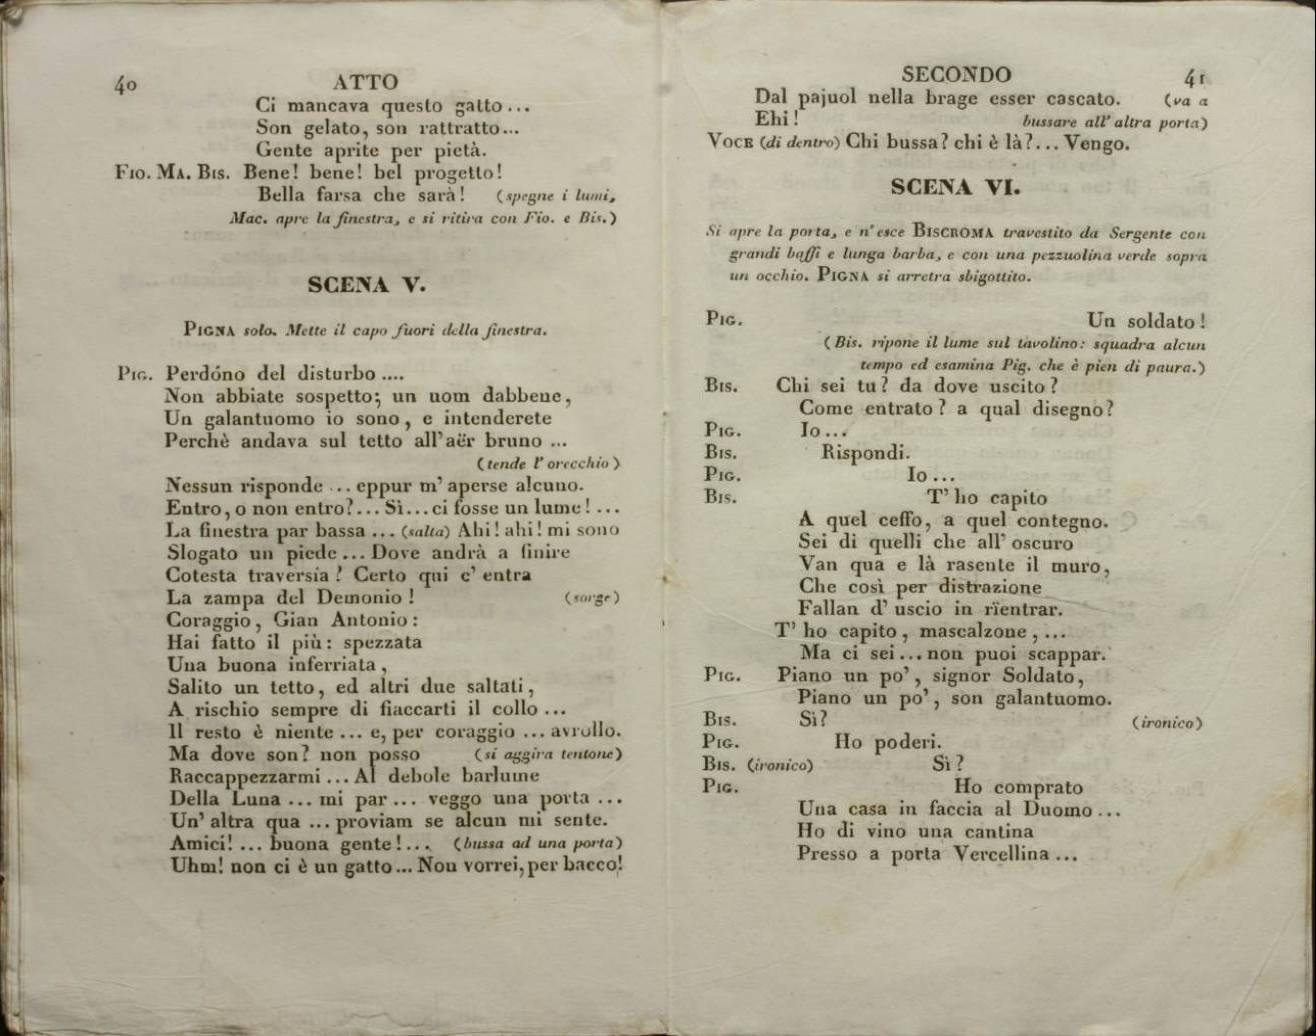 40 ATTO
Ci mancava questo gatto...
Son gelato, son rattratto...
Gente aprite per pietà.
FIO. MA. BIS. Bene! bene! bel progetto!
Bella farsa che sarà! (spegne i lumi,
Mac. apre la finestra, e si ritira con Fio. e Bis.)
SCENA V.
PIGNA solo. Mette il capo fuori della finestra.
PIG. Perdóno del disturbo ....
Non abbiate sospetto; un uom dabbene,
Un galantuomo io sono, e intenderete
Perchè andava sul tetto all'aër bruno ...
(tende l'orecchio)
Nessun risponde ... eppur m'aperse alcuno.
Entro, o non entro?... Sì...ci fosse un lume!...
La finestra par bassa ... (salta) Ahi! ahi! mi sono
Slogato un piede ... Dove andrà a finire
Cotesta traversía? Certo qui c'entra
La zampa del Demonio! (sorge)
Coraggio, Gian Antonio:
Hai fatto il più: spezzata
Una buona inferriata,
Salito un tetto, ed altri due saltati,
A rischio sempre di fiaccarti il collo ...
Il resto è niente ... e, per coraggio ... avrollo.
Ma dove son? non posso (si aggira tentone)
Raccappezzarmi ... Al debole barlume
Della Luna ... mi par ... veggo una porta ...
Un'altra qua ... proviam se alcun mi sente.
Amici! ... buona gente!... (bussa ad una porta)
Uhm! non ci è un gatto... Non vorrei, per bacco!
SECONDO 41
Dal pajuol nella brage esser cascato. (va a
Ehi! bussare all'altra porta)
VOCE (di dentro) Chi bussa? chi è là?... Vengo.
SCENA VI.
Si apre la porta, e n'esce BISCROMA travestito da Sergente con
grandi baffi e lunga barba, e con una pezzuolina verde sopra
un occhio. PIGNA si arretra sbigottito.
PIG. Un soldato!
(Bis. ripone il lume sul tavolino: squadra alcun
tempo ed esamina Pig. che è pien di paura.)
BIS. Chi sei tu? da dove uscito?
Come entrato? a qual disegno?
PIG. Io...
BIS. Rispondi.
PIG. Io...
BIS. T'ho capito
A quel ceffo, a quel contegno.
Sei di quelli che all'oscuro
Van qua e là rasente il muro,
Che così per distrazione
Fallan d'uscio in rïentrar.
T'ho capito, mascalzone,...
Ma ci sei...non puoi scappar.
PIG. Piano un po', signor Soldato,
Piano un po', son galantuomo.
BIS. Sì? (ironico)
PIG. Ho poderi.
BIS. (ironico) Sì?
PIG. Ho comprato
Una casa in faccia al Duomo...
Ho di vino una cantina
Presso a porta Vercellina...